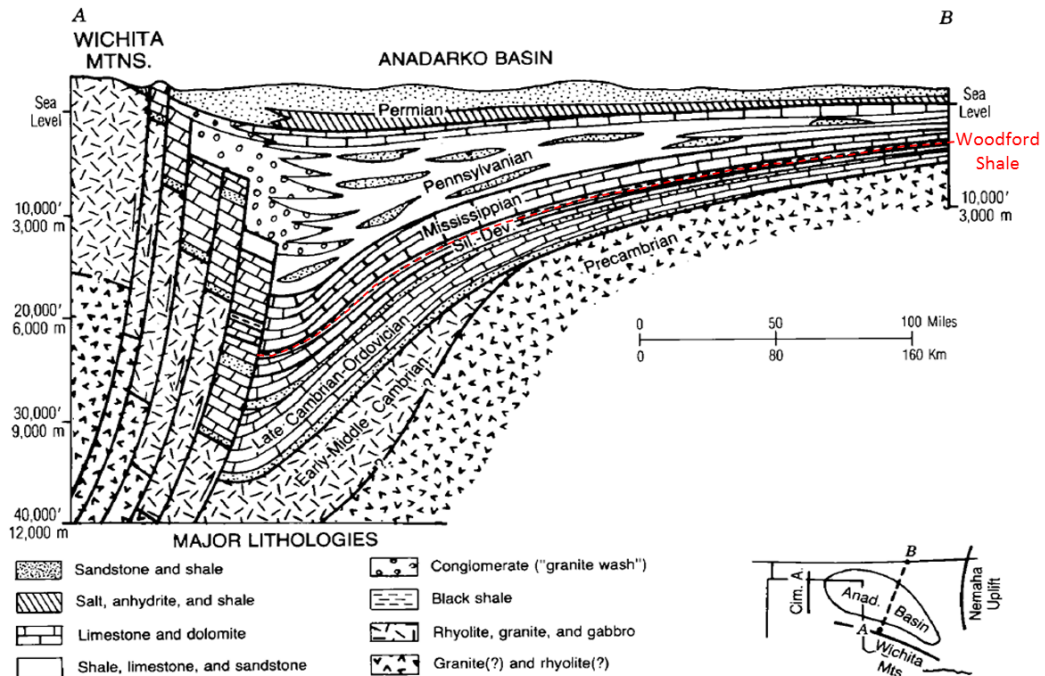 A
B
WICHITA
MTNS.
ANADARKO BASIN
Sea
Level
Sea
Level
Permian
Woodford
Shale
Pennsylvanian
10,000'
3,000 m
10,000'
3,000 m
Mississippian
Sil.-Dev.
Precambrian
?
20,000'
6,000 m
0 50 100 Miles
0 80 160 Km
Late Cambrian-Ordovician
Early-Middle Cambrian
?
30,000'
9,000 m
40,000'
12,000 m
MAJOR LITHOLOGIES
Sandstone and shale
Conglomerate ("granite wash")
Salt, anhydrite, and shale
Black shale
Limestone and dolomite
Rhyolite, granite, and gabbro
Shale, limestone, and sandstone
Granite(?) and rhyolite(?)
B
Cim. A.
Anad.
Basin
Nemaha
Uplift
A
Wichita
Mts.